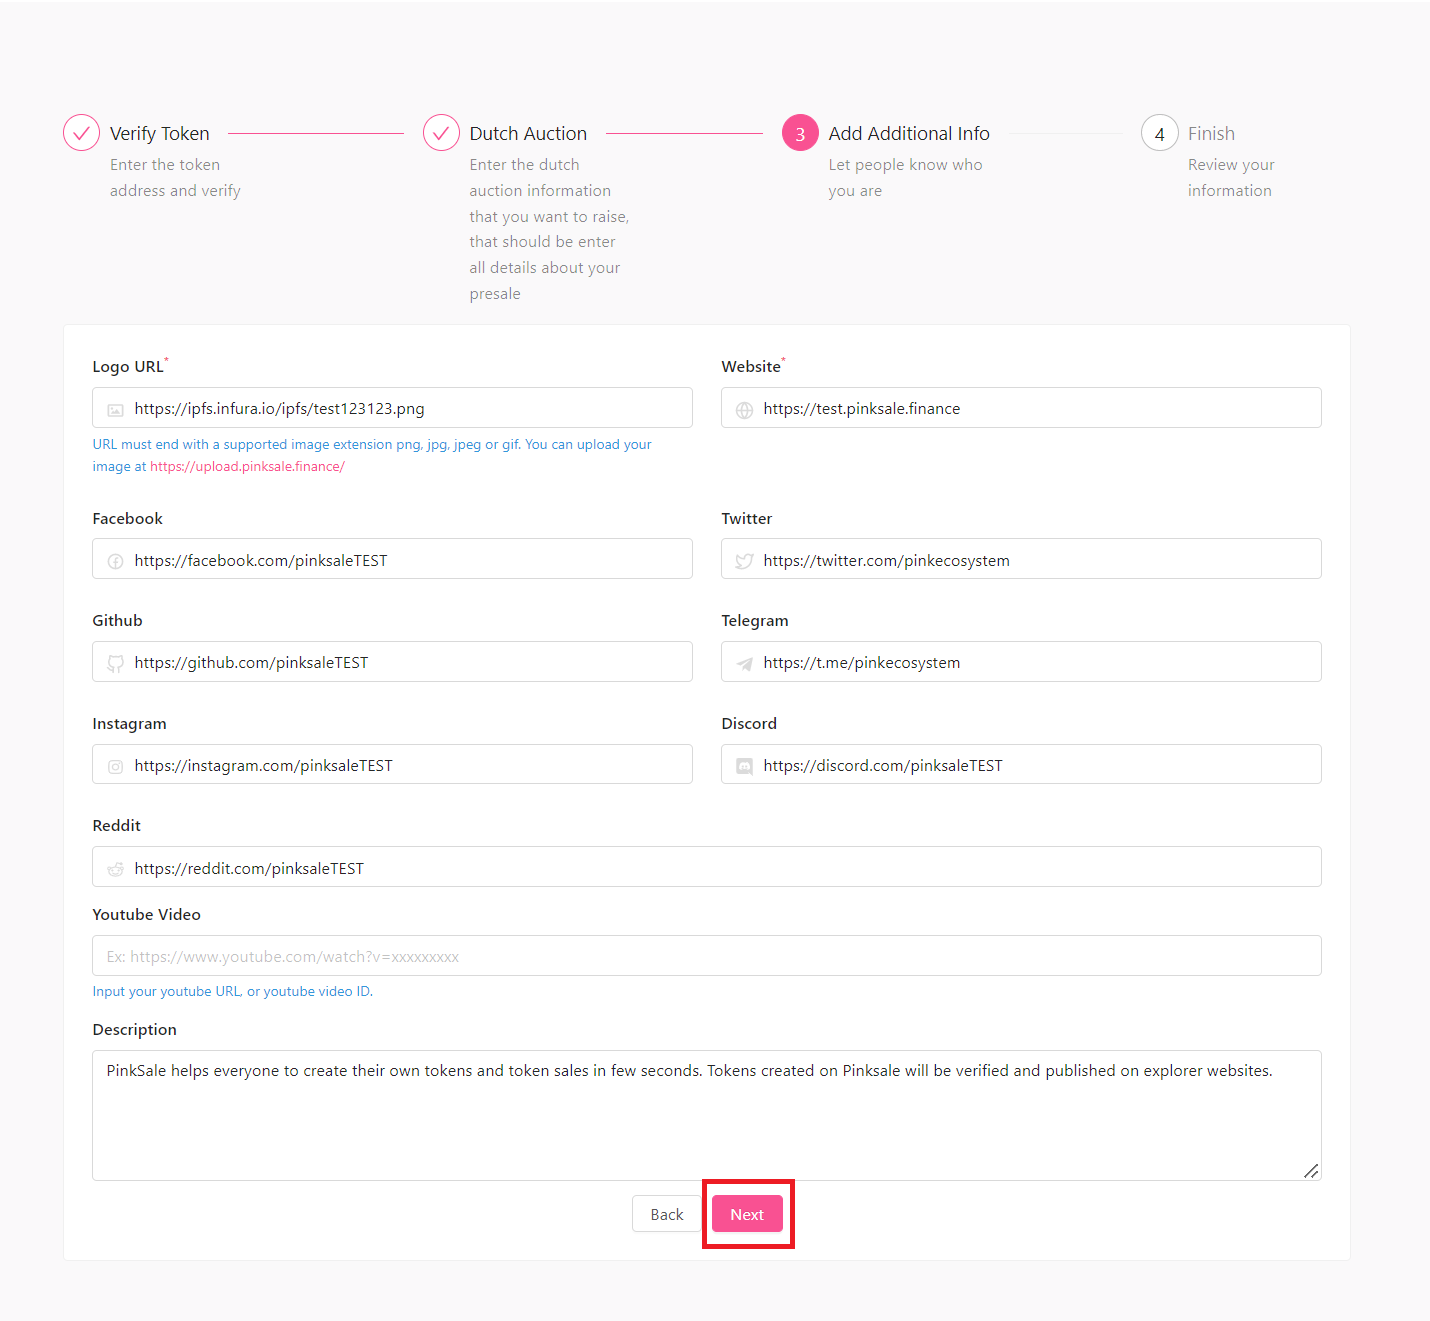 Verify Token
Enter the token
address and verify
Dutch Auction
Enter the dutch
auction information
that you want to raise,
that should be enter
all details about your
presale
3
Add Additional Info
Let people know who
you are
4
Finish
Review your
information
Logo URL*
https://ipfs.infura.io/ipfs/test123123.png
URL must end with a supported image extension png, jpg, jpeg or gif. You can upload your
image at https://upload.pinksale.finance/
Website*
https://test.pinksale.finance
Facebook
https://facebook.com/pinksaleTEST
Twitter
https://twitter.com/pinkecosystem
Github
https://github.com/pinksaleTEST
Telegram
https://t.me/pinkecosystem
Instagram
https://instagram.com/pinksaleTEST
Discord
https://discord.com/pinksaleTEST
Reddit
https://reddit.com/pinksaleTEST
Youtube Video
Ex: https://www.youtube.com/watch?v=xxxxxxxxx
Input your youtube URL, or youtube video ID.
Description
PinkSale helps everyone to create their own tokens and token sales in few seconds. Tokens created on Pinksale will be verified and published on explorer websites.
Back
Next